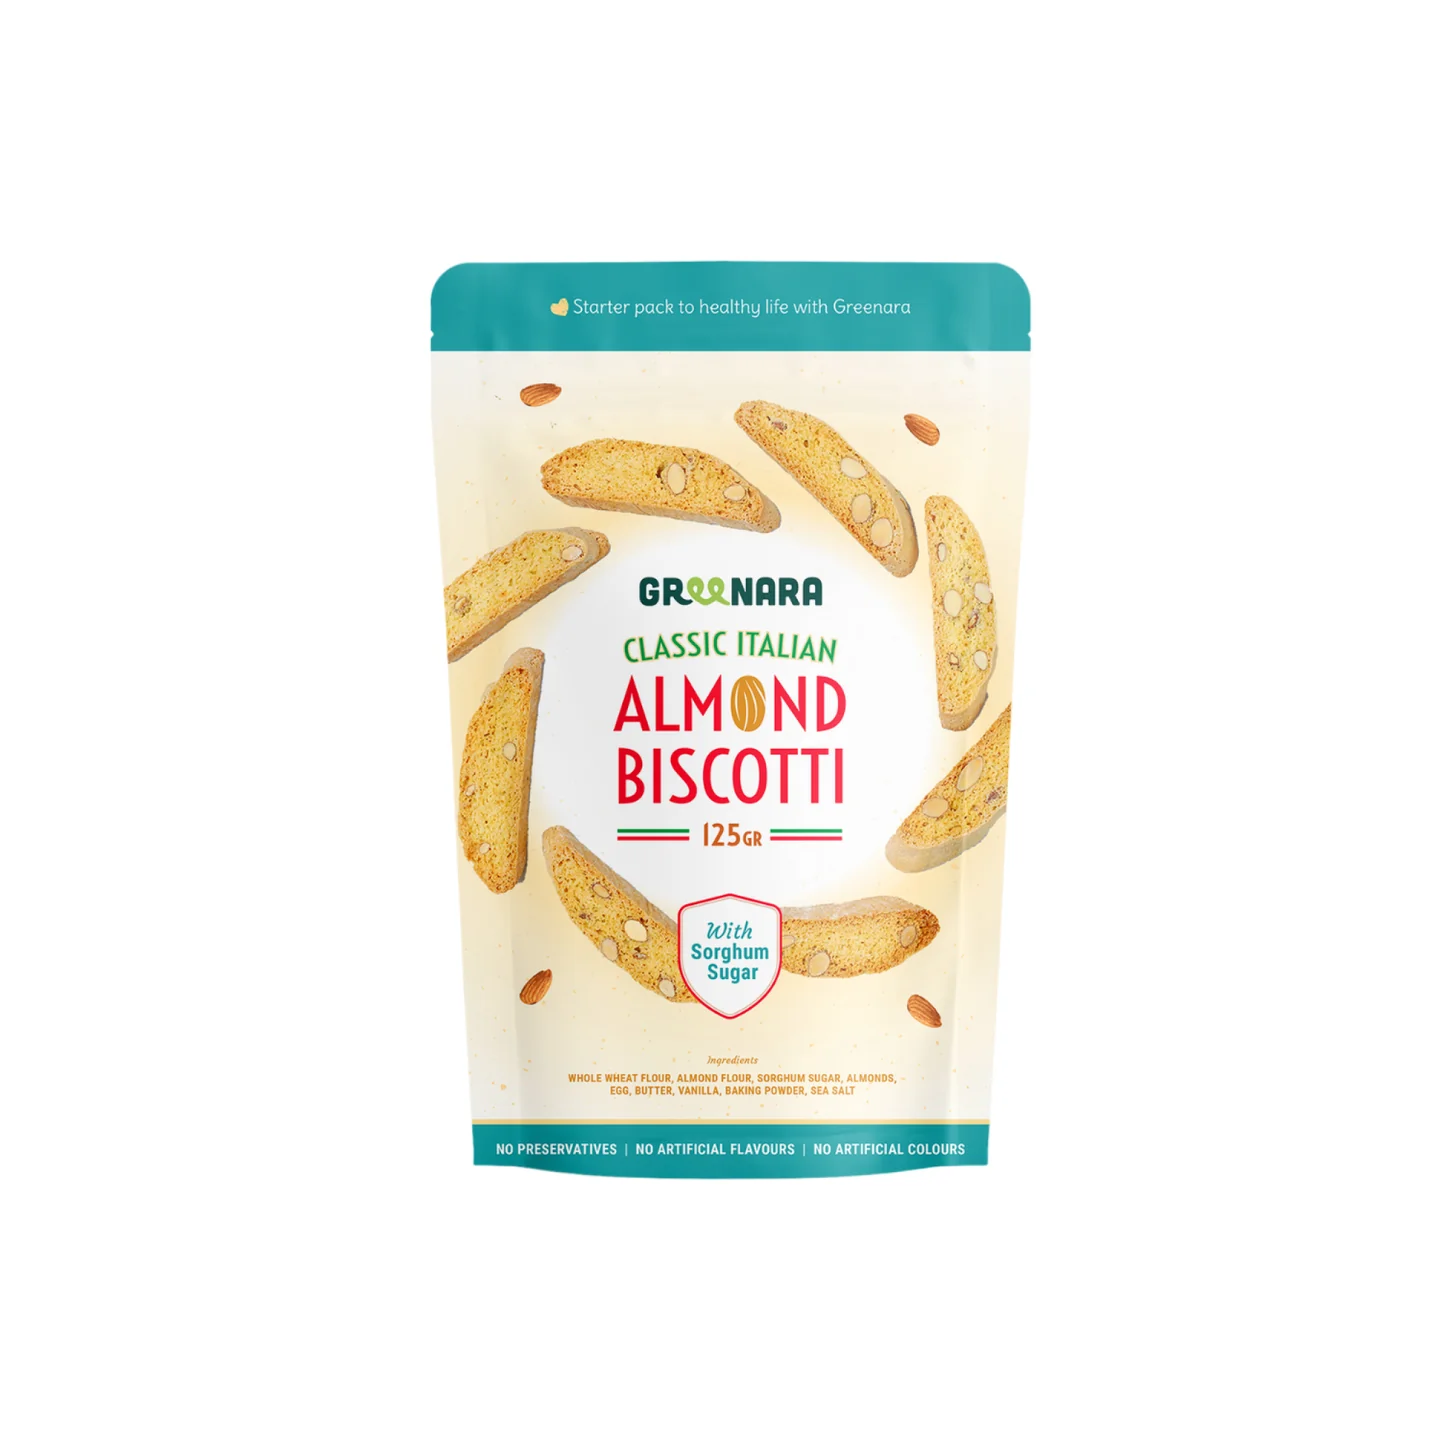 Starter pack to healthy life with Greenara
GREENARA
CLASSIC ITALIAN
ALMOND
BISCOTTI
125GR
With
Sorghum
Sugar
Ingredients
WHOLE WHEAT FLOUR, ALMOND FLOUR, SORGHUM SUGAR, ALMONDS,
EGG, BUTTER, VANILLA, BAKING POWDER, SEA SALT
NO PRESERVATIVES | NO ARTIFICIAL FLAVOURS | NO ARTIFICIAL COLOURS